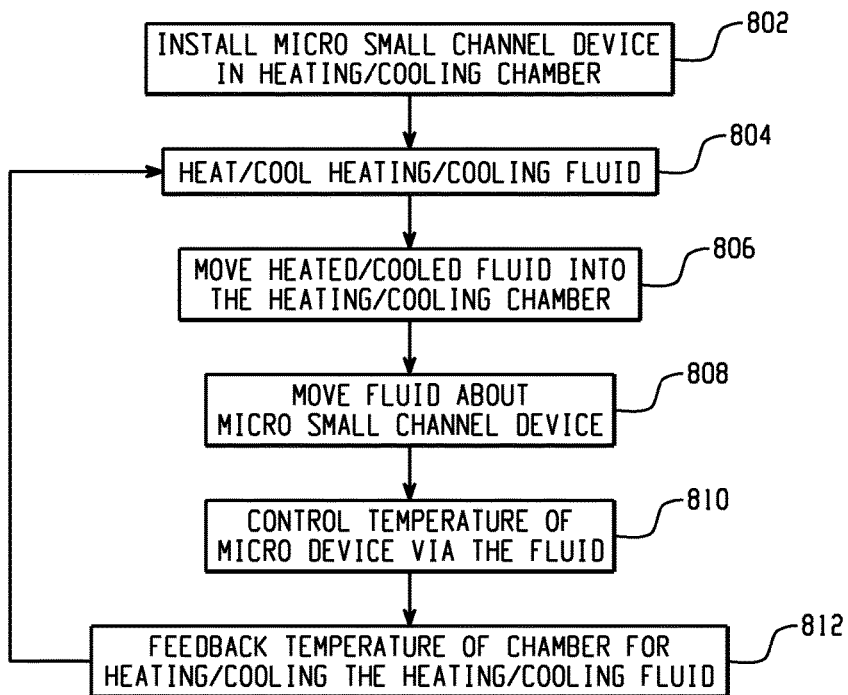 INSTALL MICRO SMALL CHANNEL DEVICE
IN HEATING/COOLING CHAMBER
802
HEAT/COOL HEATING/COOLING FLUID
804
MOVE HEATED/COOLED FLUID INTO
THE HEATING/COOLING CHAMBER
806
MOVE FLUID ABOUT
MICRO SMALL CHANNEL DEVICE
808
CONTROL TEMPERATURE OF
MICRO DEVICE VIA THE FLUID
810
FEEDBACK TEMPERATURE OF CHAMBER FOR
HEATING/COOLING THE HEATING/COOLING FLUID
812